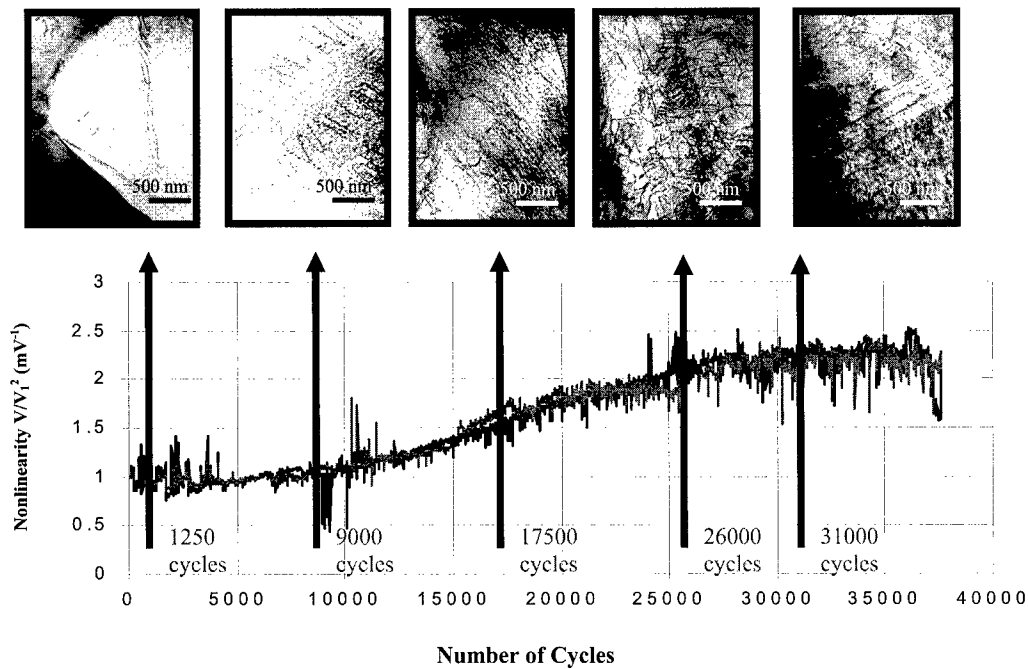 500 nm
500 nm
500 nm
500 nm
500 nm
Nonlinearity V/V₁² (mV⁻¹)
3
2.5
2
1.5
1
0.5
0
1250
cycles
9000
cycles
17500
cycles
26000
cycles
31000
cycles
0 5000 10000 15000 20000 25000 30000 35000 40000
Number of Cycles